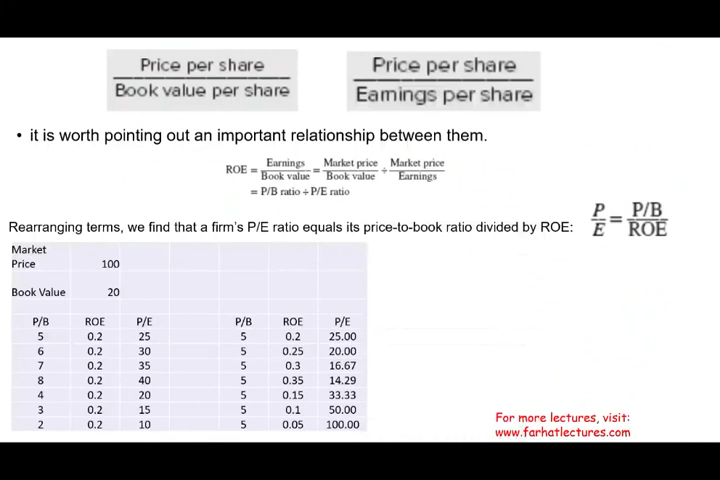 Price per share
Book value per share
Price per share
Earnings per share
• it is worth pointing out an important relationship between them.
ROE = Earnings / Book value = Market price / Book value ÷ Market price / Earnings
= P/B ratio ÷ P/E ratio
Rearranging terms, we find that a firm's P/E ratio equals its price-to-book ratio divided by ROE:
P / E = P/B / ROE
Market
Price 100
Book Value 20
P/B ROE P/E P/B ROE P/E
5 0.2 25 5 0.2 25.00
6 0.2 30 5 0.25 20.00
7 0.2 35 5 0.3 16.67
8 0.2 40 5 0.35 14.29
4 0.2 20 5 0.15 33.33
3 0.2 15 5 0.1 50.00
2 0.2 10 5 0.05 100.00
For more lectures, visit:
www.farhatlectures.com